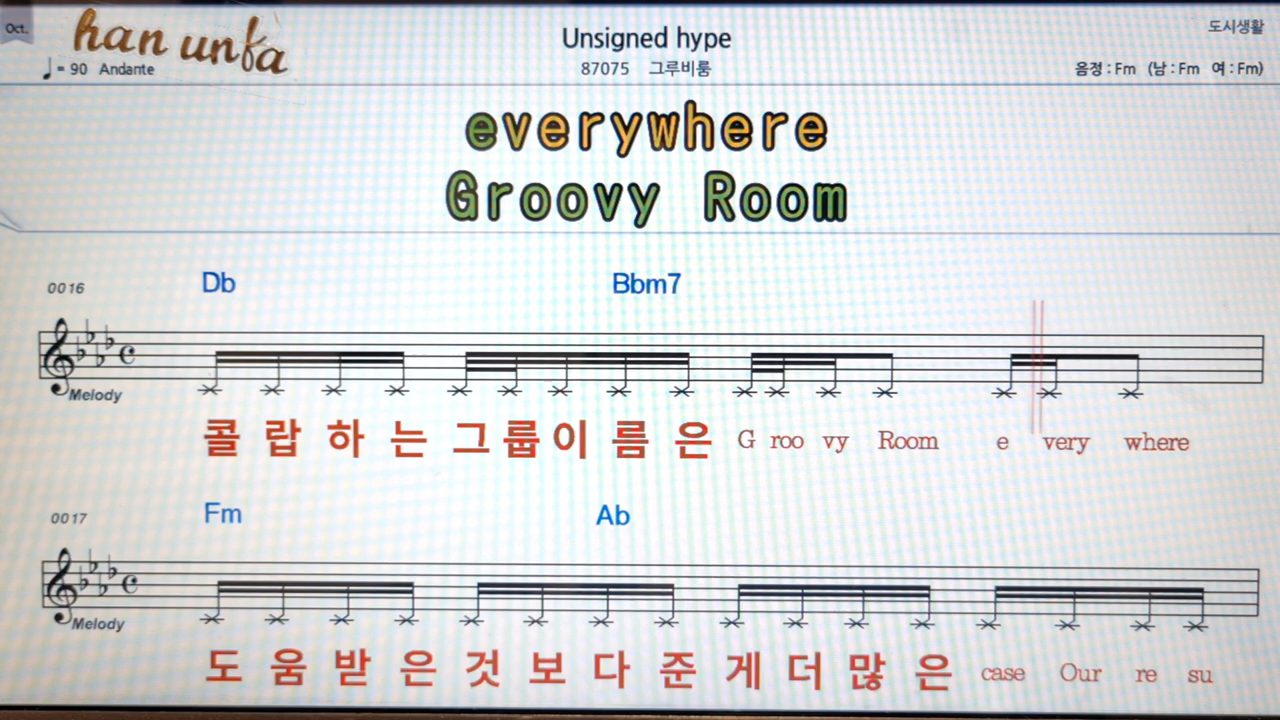 Oct.
han unfa
Unsigned hype
도시생활
♩= 90 Andante
87075 그루비룸
음정 : Fm (남 : Fm 여 : Fm)
everywhere
Groovy Room
0016
Db Bbm7
Melody
콜 랍 하 는 그 룹 이 름 은 G roo vy Room e very where
0017
Fm Ab
Melody
도 움 받 은 것 보 다 준 게 더 많 은 case Our re su